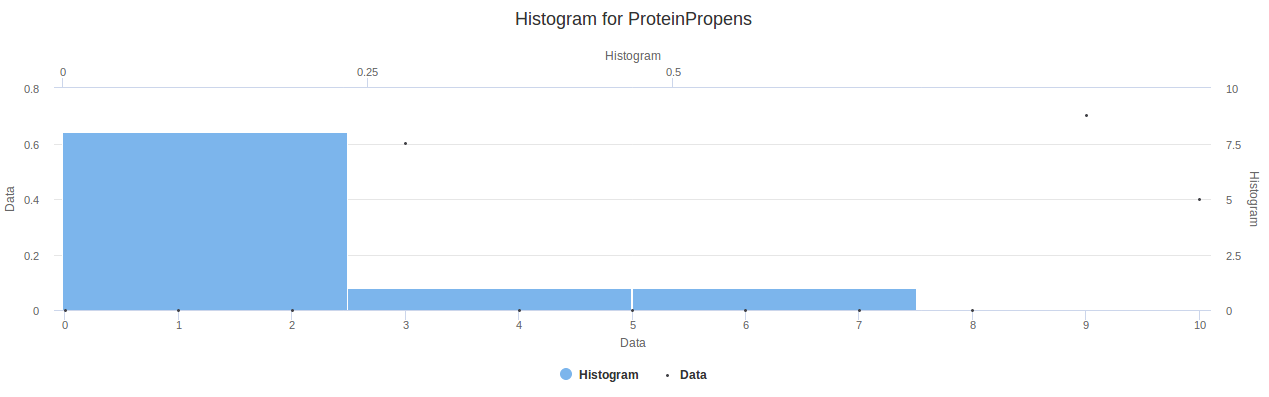 Histogram for ProteinPropens
Histogram
0 0.25 0.5
0.8 10
0.6 7.5
Data
0.4 5
Histogram
0.2 2.5
0 0
0 1 2 3 4 5 6 7 8 9 10
Data
Histogram Data